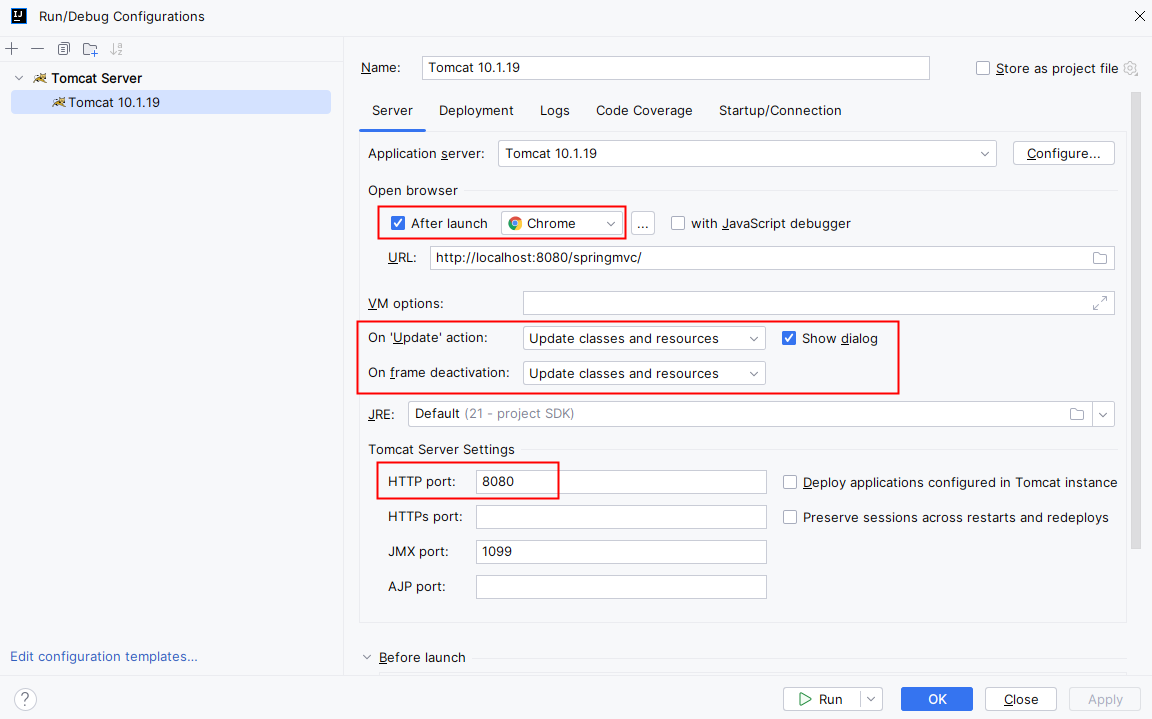 Run/Debug Configurations
Tomcat Server
Tomcat 10.1.19
Name: Tomcat 10.1.19 Store as project file
Server Deployment Logs Code Coverage Startup/Connection
Application server: Tomcat 10.1.19 Configure...
Open browser
After launch Chrome ... with JavaScript debugger
URL: http://localhost:8080/springmvc/
VM options:
On 'Update' action: Update classes and resources Show dialog
On frame deactivation: Update classes and resources
JRE: Default (21 - project SDK)
Tomcat Server Settings
HTTP port: 8080 Deploy applications configured in Tomcat instance
HTTPs port: Preserve sessions across restarts and redeploys
JMX port: 1099
AJP port:
Edit configuration templates...
Before launch
? Run OK Close Apply